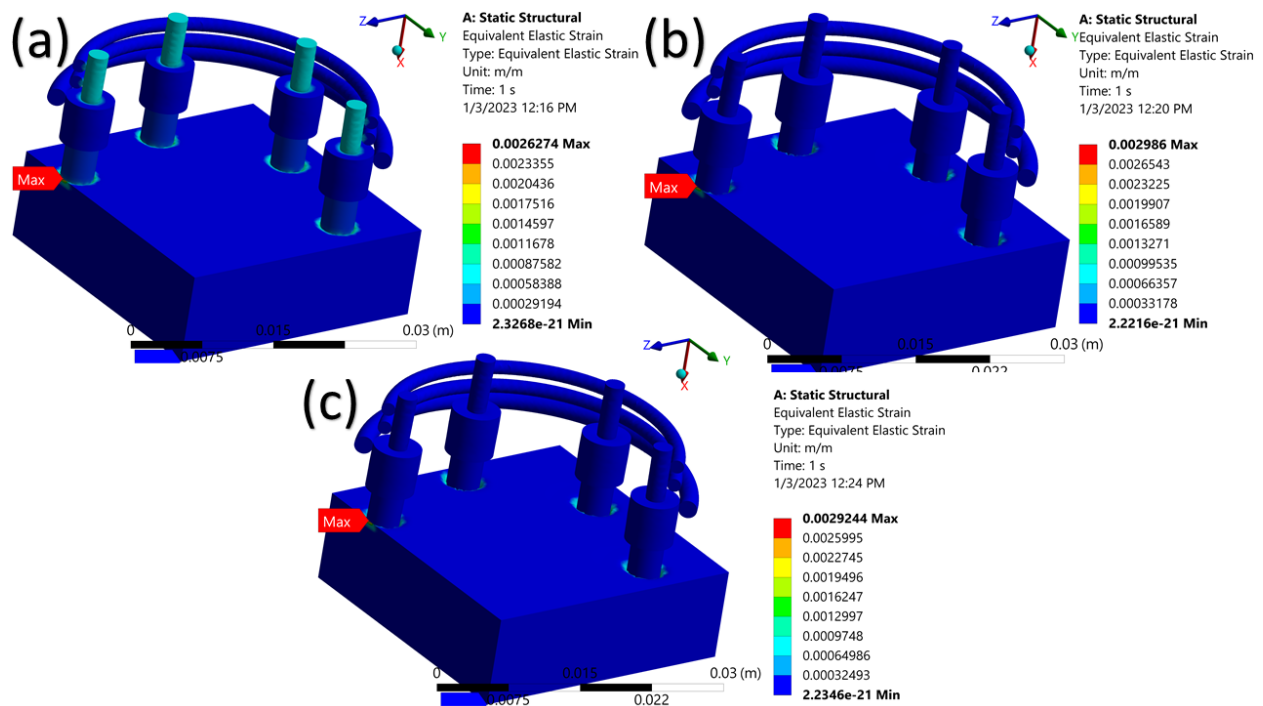 (a)
Z
Y
X
A: Static Structural
Equivalent Elastic Strain
Type: Equivalent Elastic Strain
Unit: m/m
Time: 1 s
1/3/2023 12:16 PM
0.0026274 Max
0.0023355
0.0020436
0.0017516
0.0014597
0.0011678
0.00087582
0.00058388
0.00029194
2.3268e-21 Min
Max
0
0.015
0.03 (m)
0.0075
(b)
Z
Y
X
A: Static Structural
Equivalent Elastic Strain
Type: Equivalent Elastic Strain
Unit: m/m
Time: 1 s
1/3/2023 12:20 PM
0.002986 Max
0.0026543
0.0023225
0.0019907
0.0016589
0.0013271
0.00099535
0.00066357
0.00033178
2.2216e-21 Min
Max
0
0.015
0.03 (m)
0.0075
0.022
(c)
Z
Y
X
A: Static Structural
Equivalent Elastic Strain
Type: Equivalent Elastic Strain
Unit: m/m
Time: 1 s
1/3/2023 12:24 PM
0.0029244 Max
0.0025995
0.0022745
0.0019496
0.0016247
0.0012997
0.0009748
0.00064986
0.00032493
2.2346e-21 Min
Max
0
0.015
0.03 (m)
0.0075
0.022